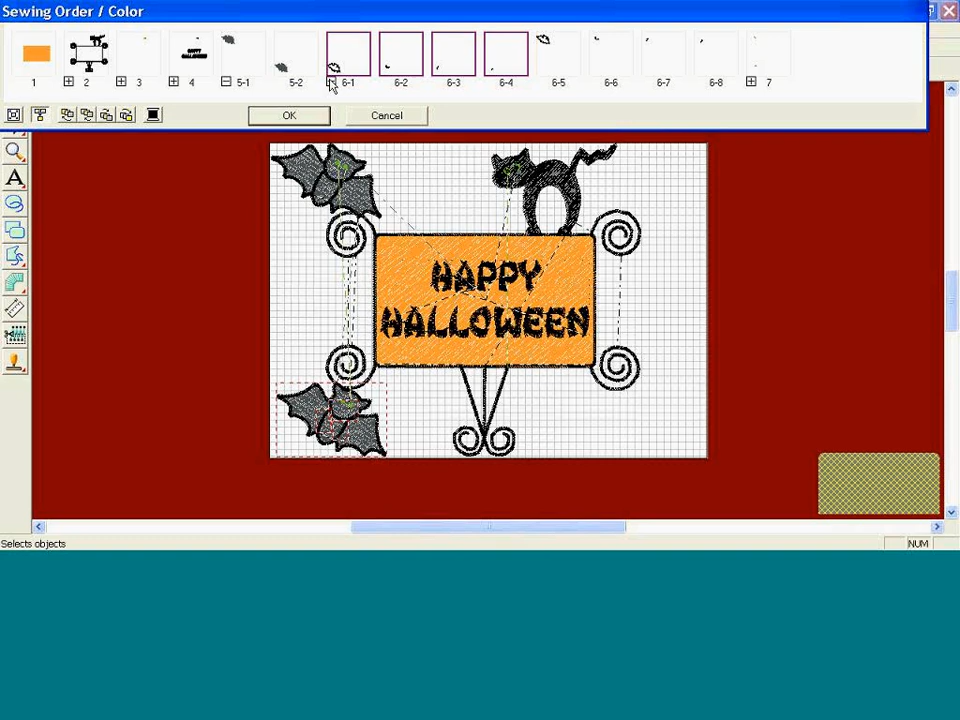 Sewing Order / Color
1 2 3 4 5-1 5-2 6-1 6-2 6-3 6-4 6-5 6-6 6-7 6-8 7
OK Cancel
A
HAPPY
HALLOWEEN
Selects objects
NUM